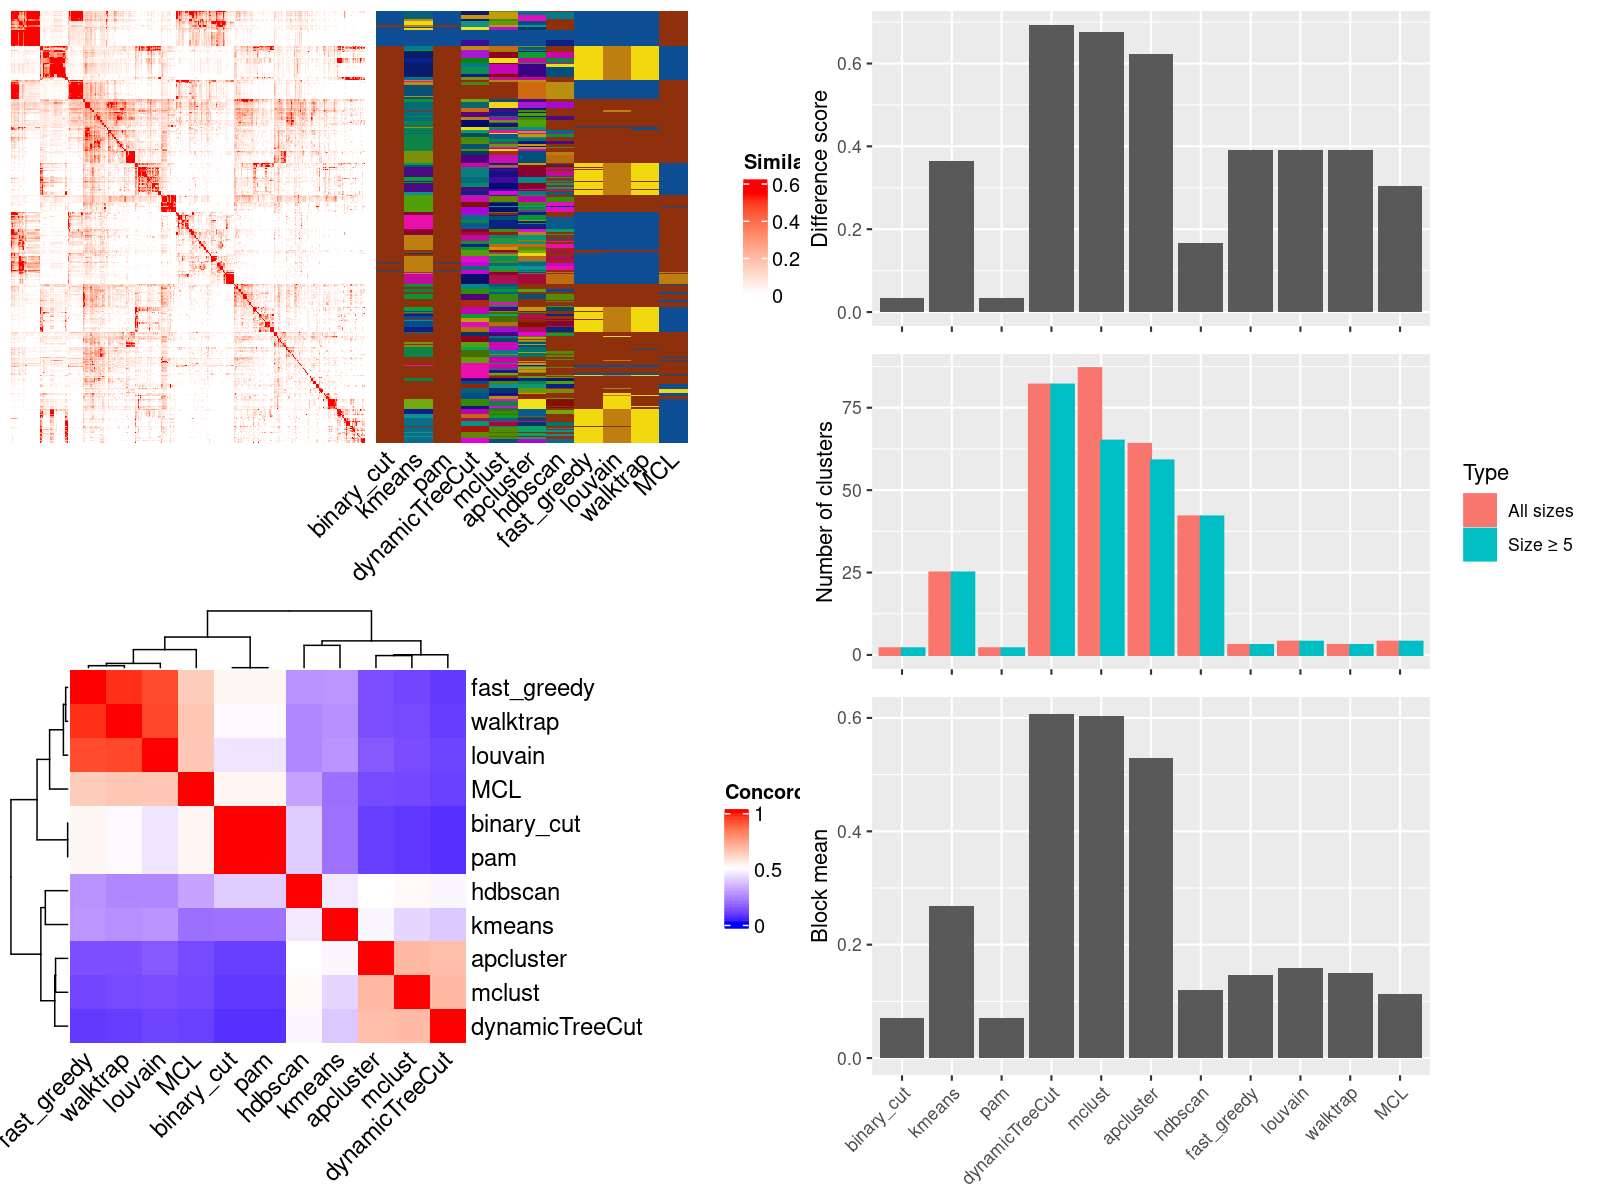 Simila
0.6
0.4
0.2
0
binary_cut
kmeans
pam
dynamicTreeCut
mclust
apcluster
hdbscan
fast_greedy
louvain
walktrap
MCL
Difference score
0.6
0.4
0.2
0.0
Number of clusters
75
50
25
0
Type
All sizes
Size ≥ 5
fast_greedy
walktrap
louvain
MCL
binary_cut
pam
hdbscan
kmeans
apcluster
mclust
dynamicTreeCut
fast_greedy
walktrap
louvain
MCL
binary_cut
pam
hdbscan
kmeans
apcluster
mclust
dynamicTreeCut
Concord
1
0.5
0
Block mean
0.6
0.4
0.2
0.0
binary_cut
kmeans
pam
dynamicTreeCut
mclust
apcluster
hdbscan
fast_greedy
louvain
walktrap
MCL